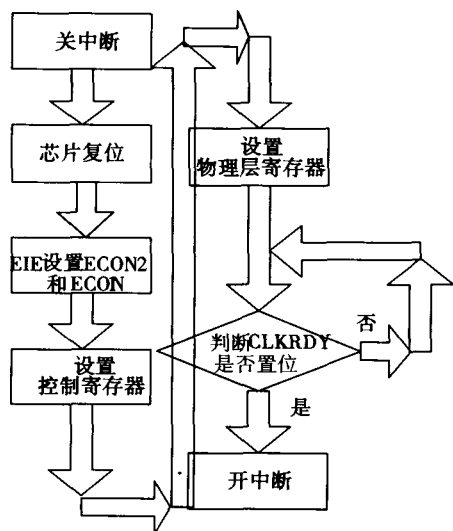 关中断
芯片复位
EIE设置ECON2
和ECON
设置
控制寄存器
设置
物理层寄存器
判断CLKRDY
是否置位
否
是
开中断